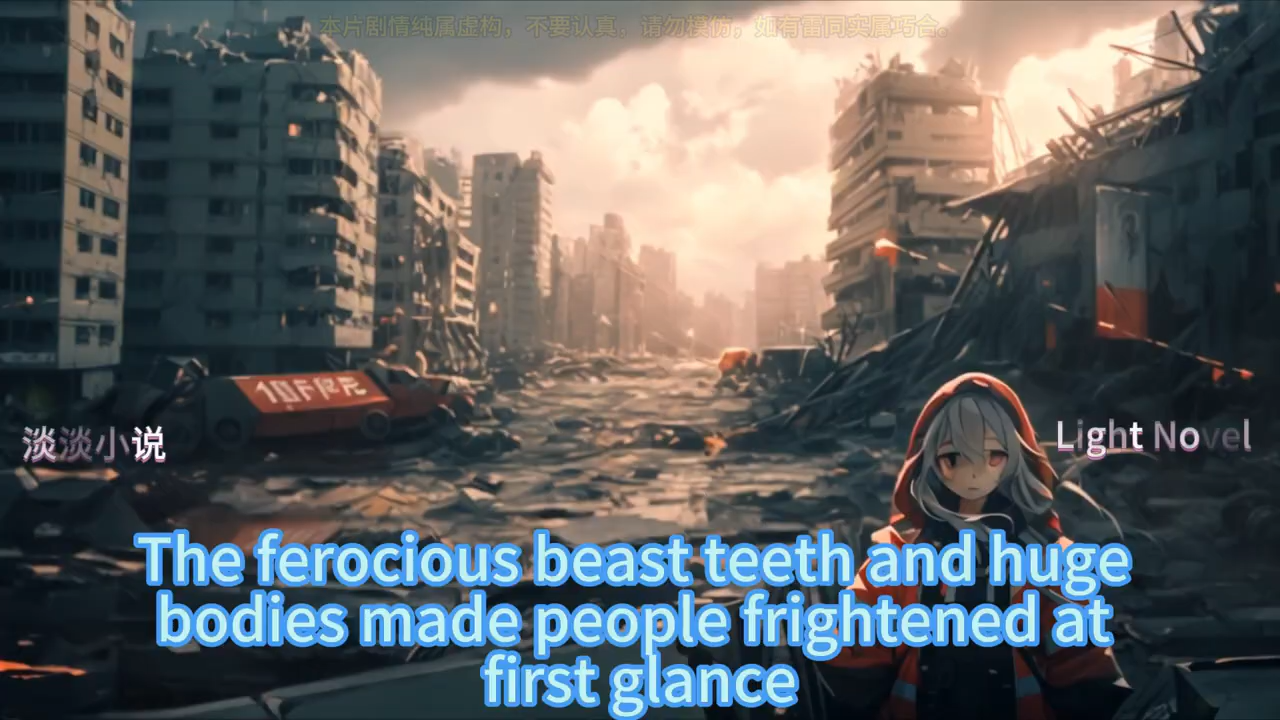 本片剧情纯属虚构，不要认真，请勿模仿，如有雷同实属巧合。
淡淡小说
Light Novel
The ferocious beast teeth and huge
bodies made people frightened at
first glance